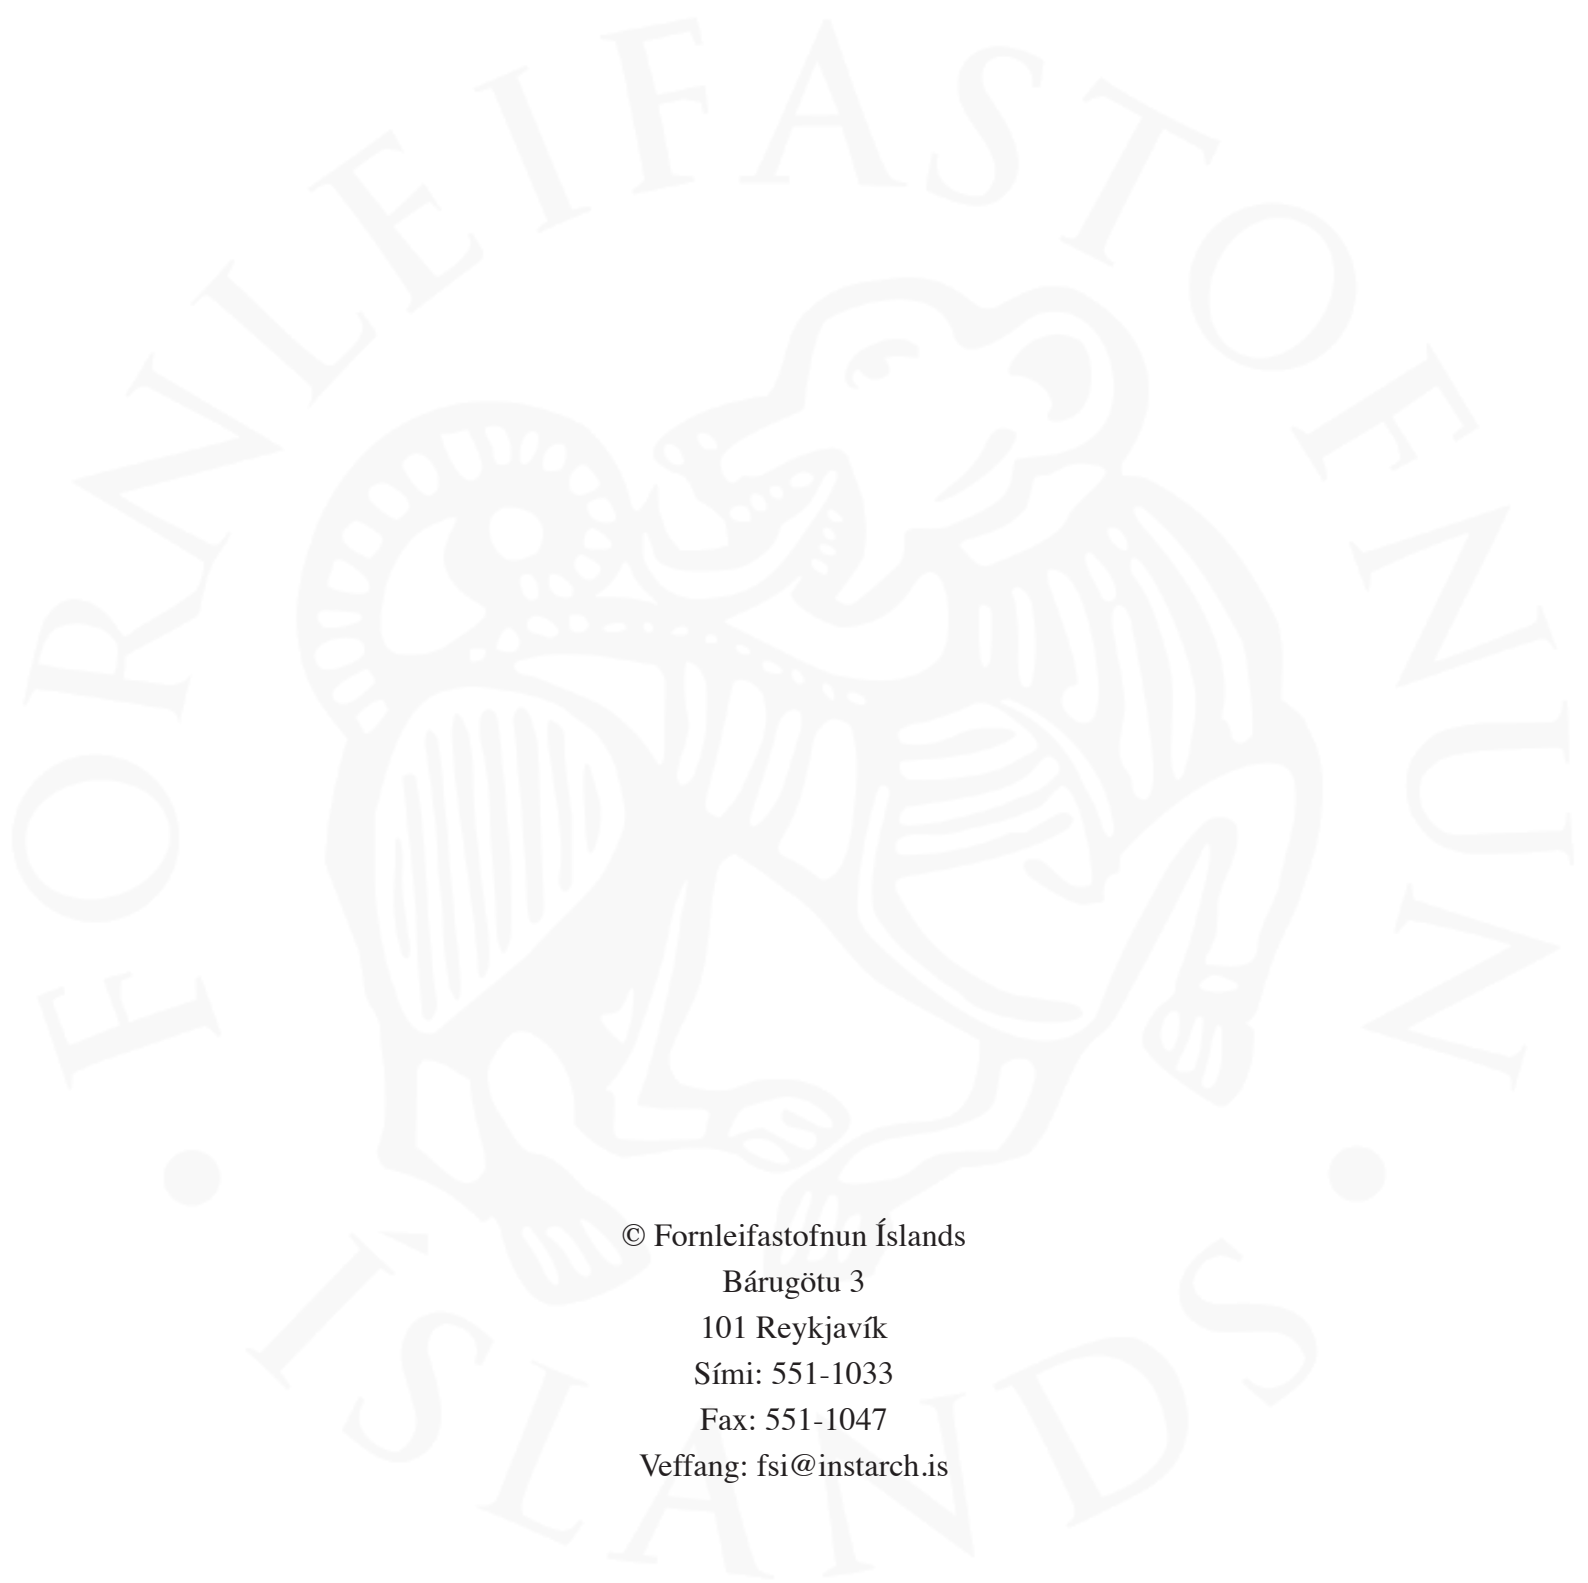 FORNLEIFASTOFNUN
ÍSLANDS
© Fornleifastofnun Íslands
Bárugötu 3
101 Reykjavík
Sími: 551-1033
Fax: 551-1047
Veffang: fsi@instarch.is